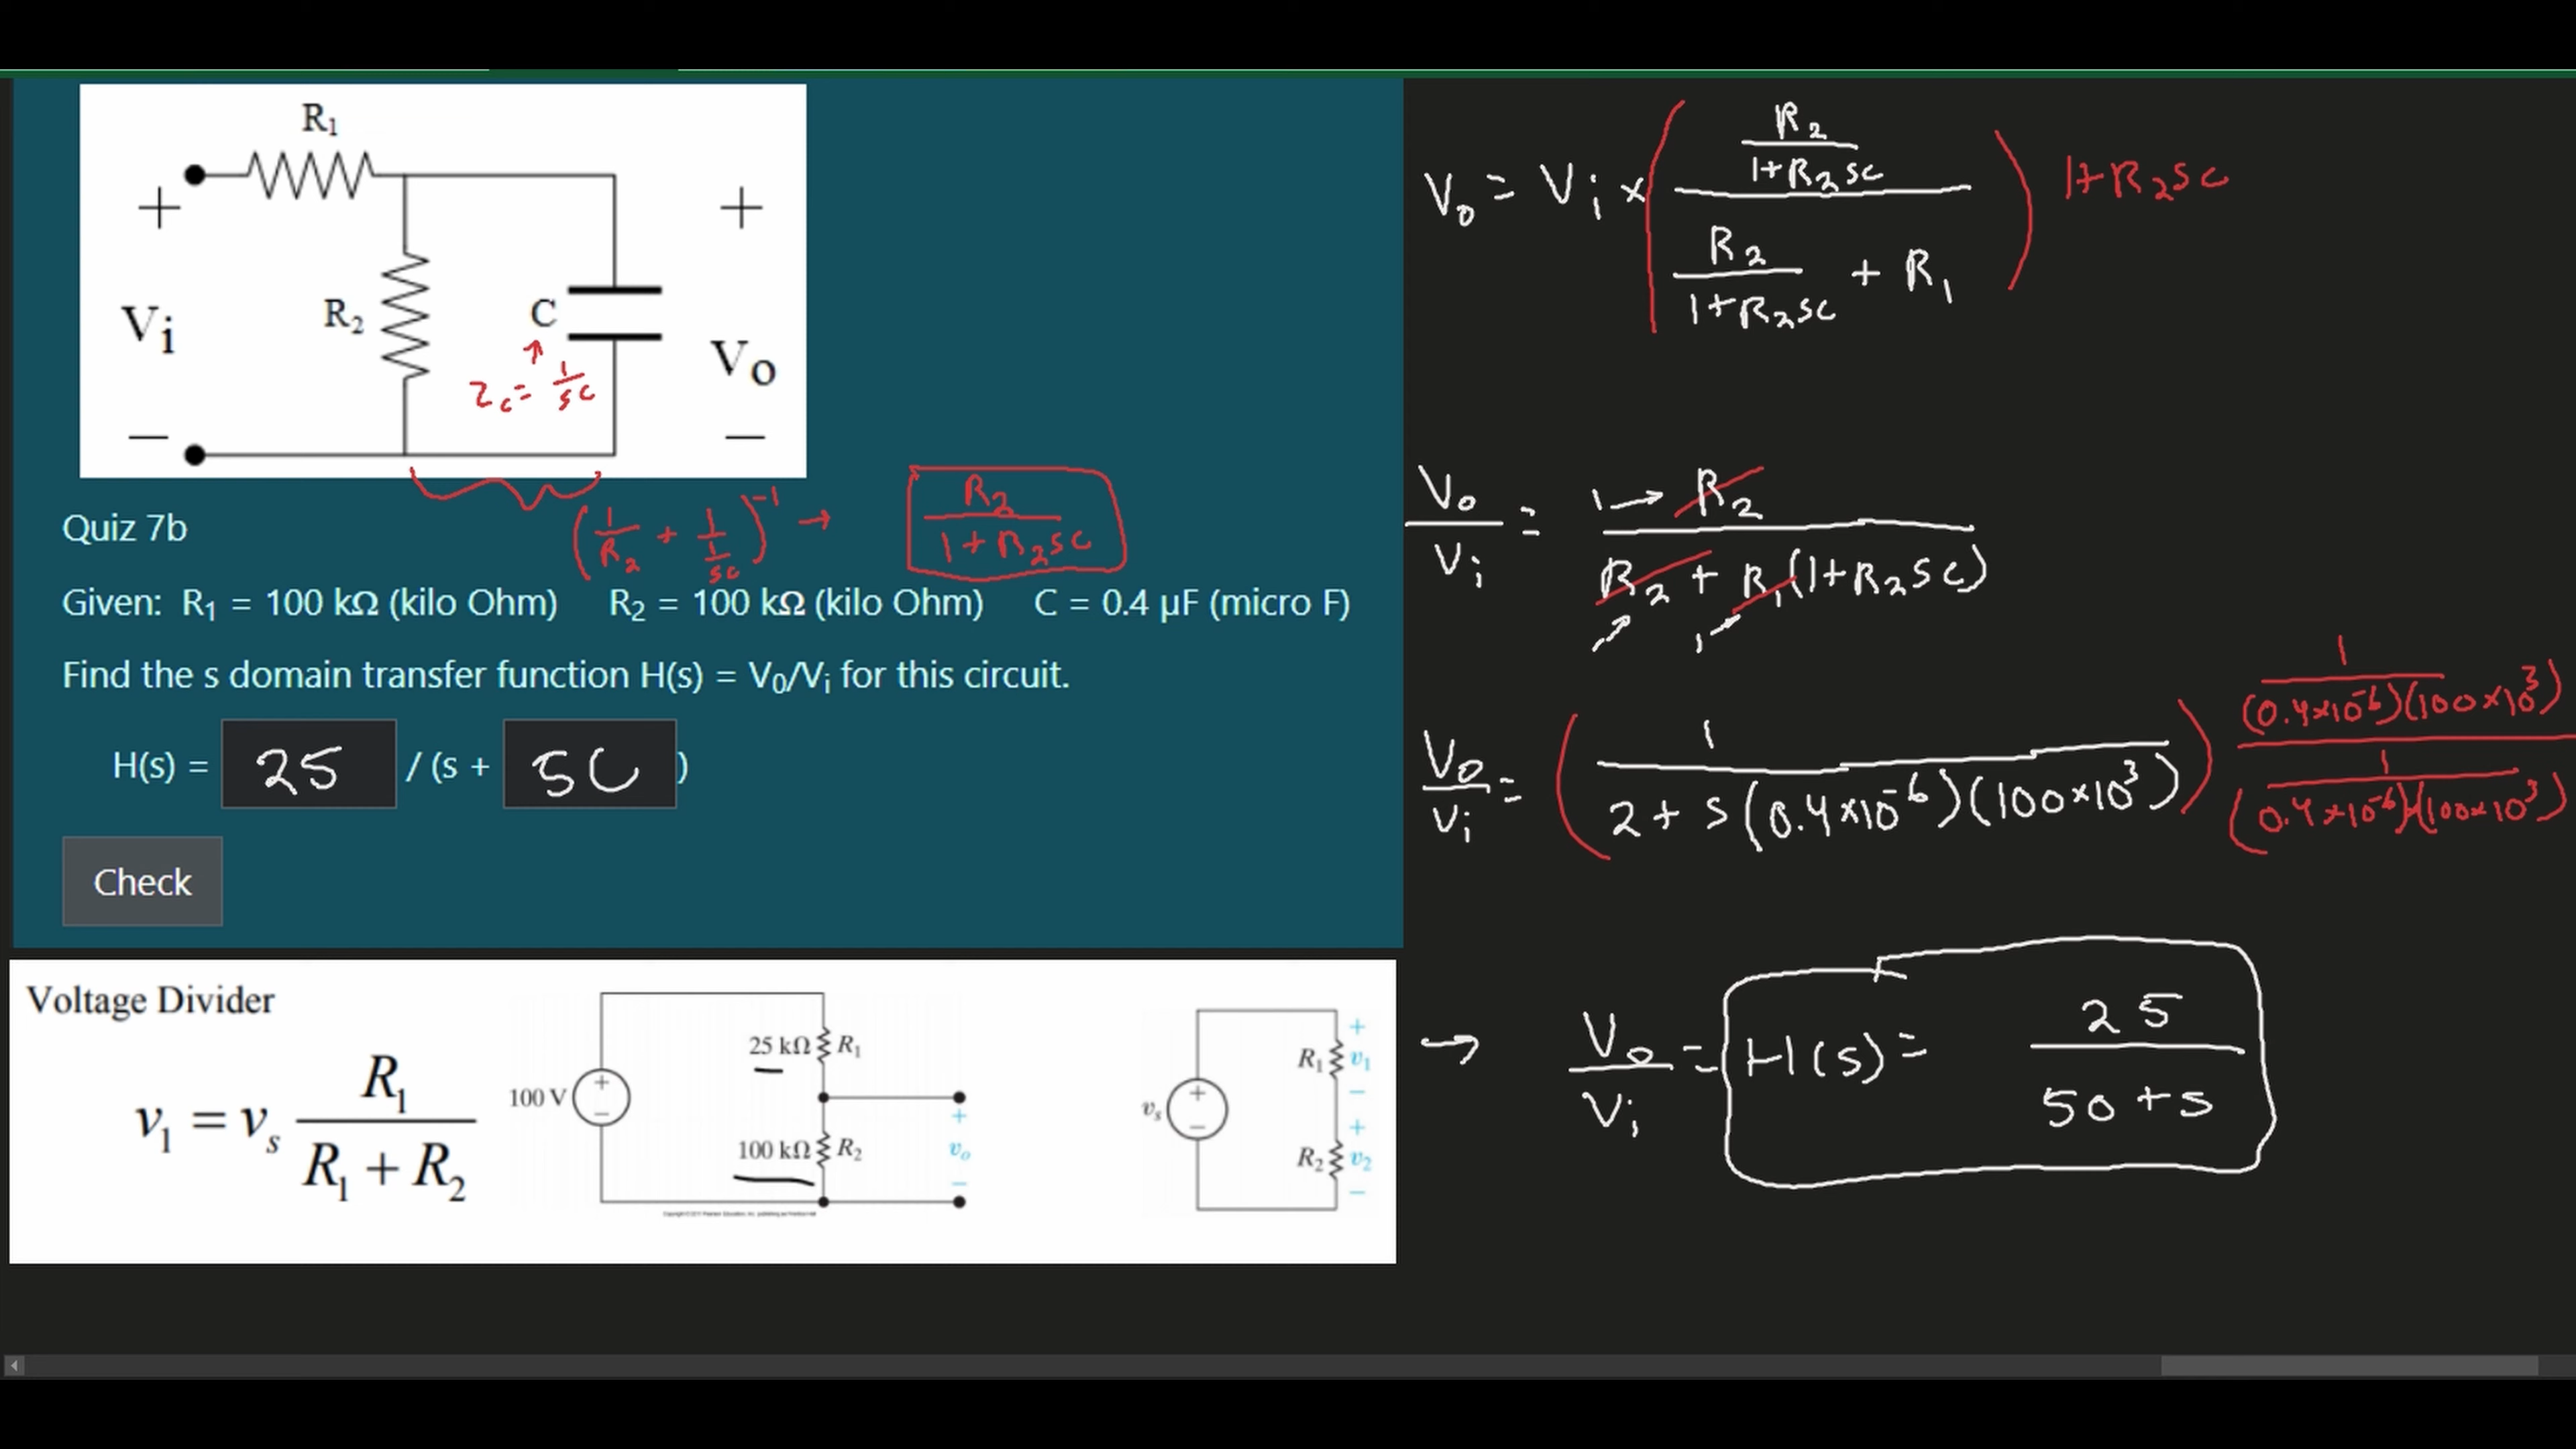 R₁
+
+
Vi
R₂
C
Vo
Z_c = 1/sc
−
−
(1/R₂ + 1/(1/sc))⁻¹ → R₂/(1+R₂sc)
Quiz 7b
Given: R₁ = 100 kΩ (kilo Ohm) R₂ = 100 kΩ (kilo Ohm) C = 0.4 µF (micro F)
Find the s domain transfer function H(s) = V₀/Vᵢ for this circuit.
H(s) = 25 / (s + 50 )
Check
Voltage Divider
v₁ = vₛ R₁/(R₁ + R₂)
100 V
+
−
25 kΩ R₁
100 kΩ R₂
+
vₒ
−
vₛ
+
−
R₁ + v₁ −
R₂ + v₂ −
V₀ = Vᵢ × ( (R₂/(1+R₂sc)) / (R₂/(1+R₂sc) + R₁) ) 1+R₂sc
V₀/Vᵢ = 1 → R₂ / (R₂ + R₁(1+R₂sc))
1
V₀/Vᵢ = ( 1 / (2 + s(0.4×10⁻⁶)(100×10³)) ) (1/((0.4×10⁻⁶)(100×10³))) / (1/((0.4×10⁻⁶)(100×10³)))
→ V₀/Vᵢ = H(s) = 25/(50+s)